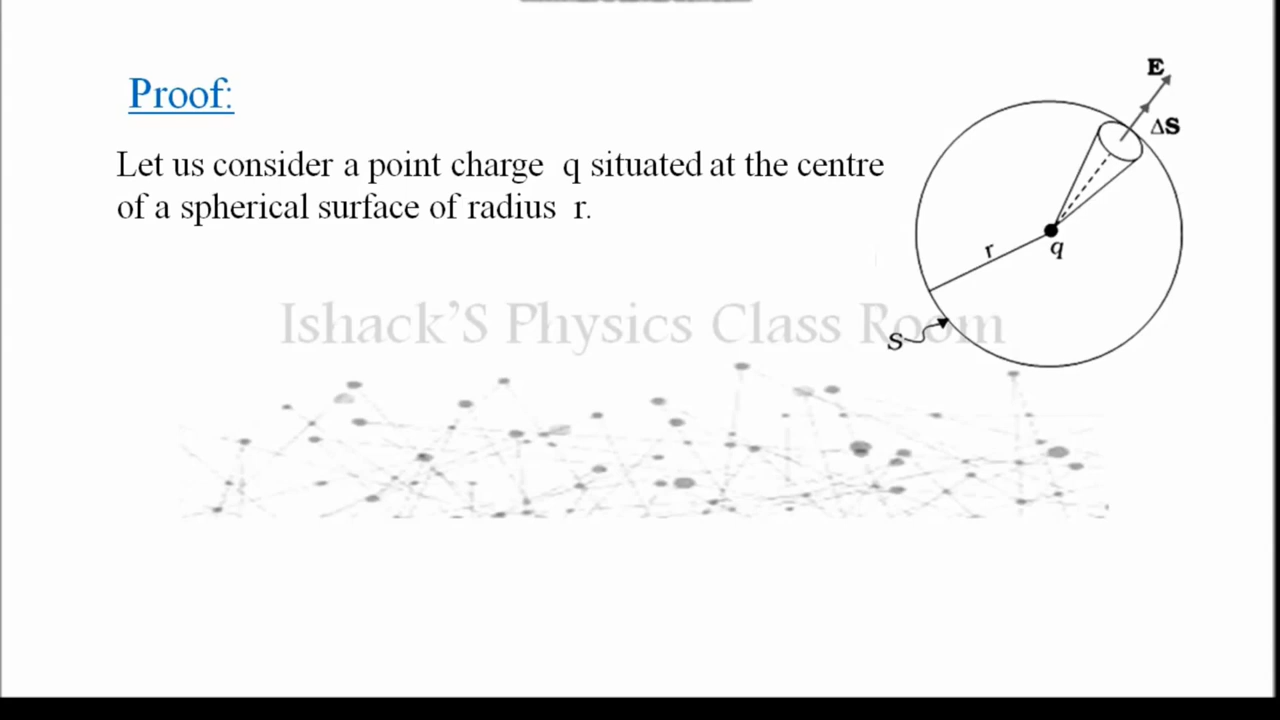 Proof:
Let us consider a point charge q situated at the centre
of a spherical surface of radius r.
E
ΔS
q
r
S
Ishack'S Physics Class Room